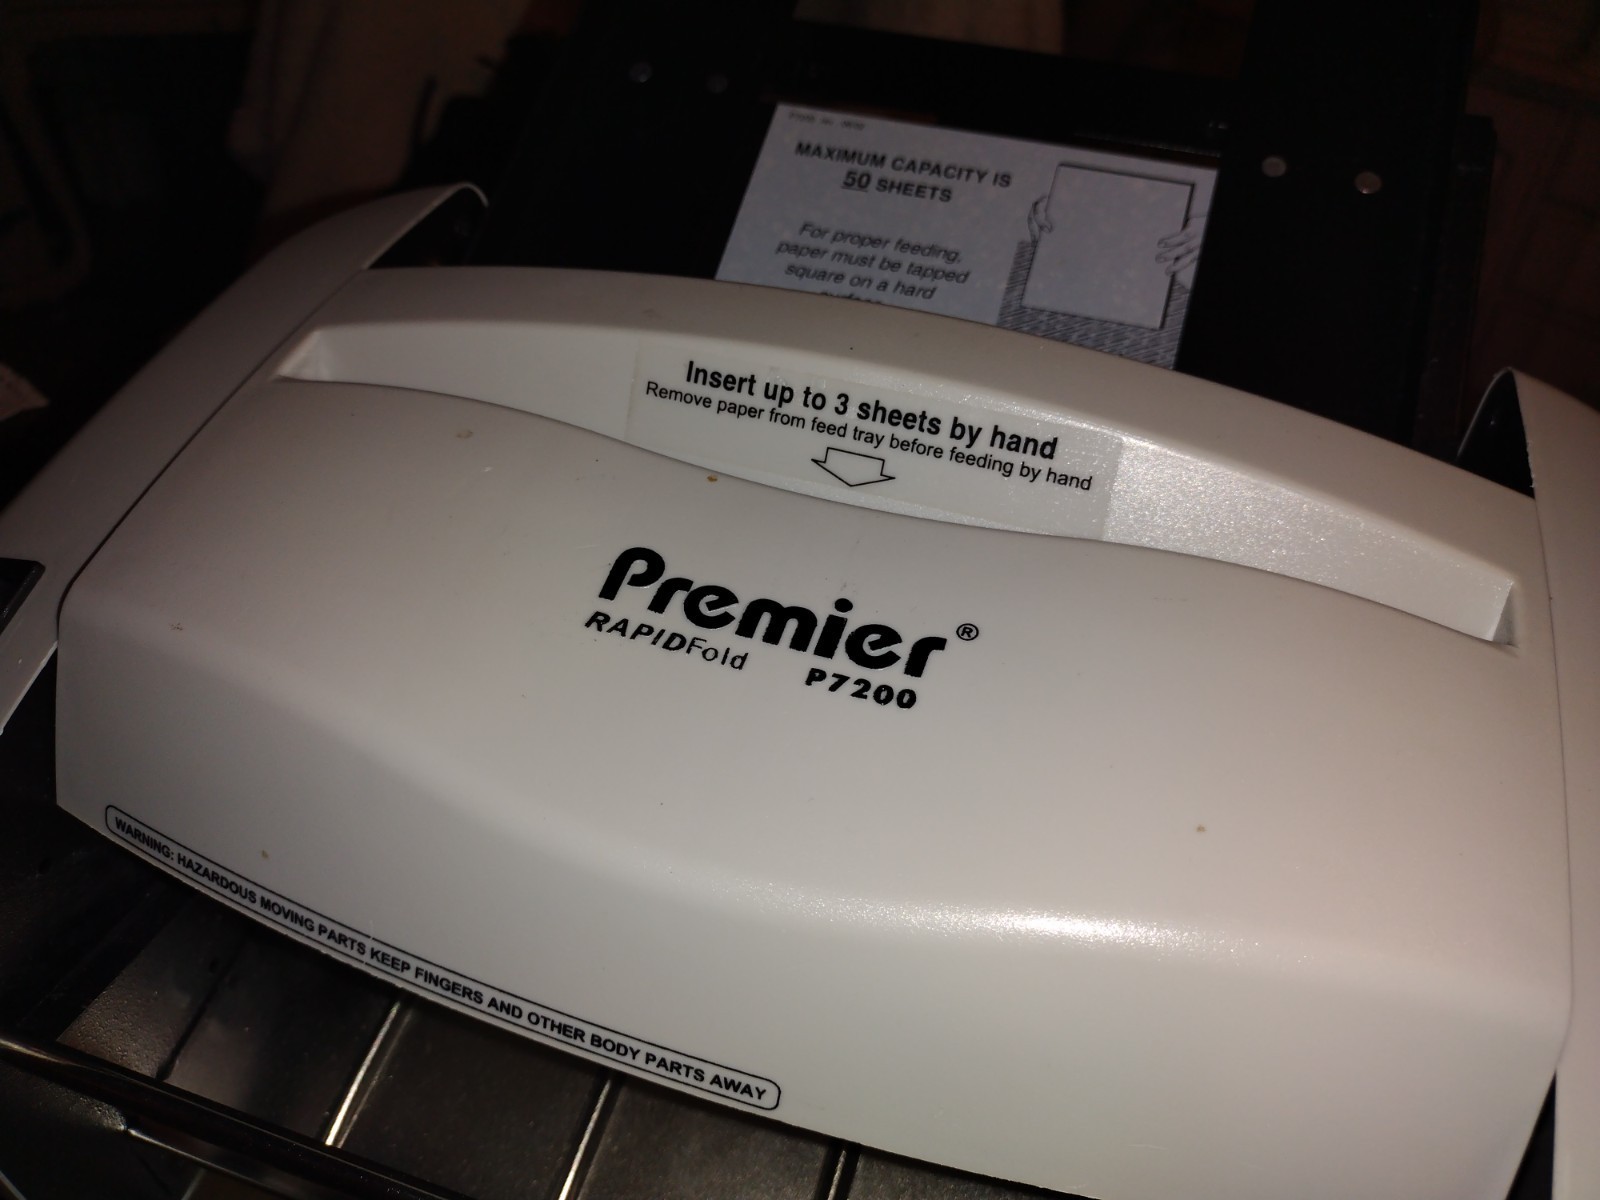 MAXIMUM CAPACITY IS
50 SHEETS
For proper feeding,
paper must be tapped
square on a hard
Insert up to 3 sheets by hand
Remove paper from feed tray before feeding by hand
Premier®
RAPIDFold P7200
WARNING: HAZARDOUS MOVING PARTS KEEP FINGERS AND OTHER BODY PARTS AWAY